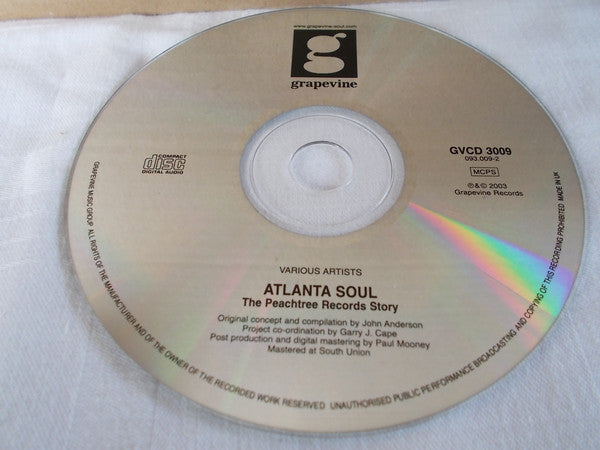 www.grapevine-soul.com
g
grapevine
COMPACT
disc
DIGITAL AUDIO
GVCD 3009
093.009-2
MCPS
℗&© 2003
Grapevine Records
VARIOUS ARTISTS
ATLANTA SOUL
The Peachtree Records Story
Original concept and compilation by John Anderson
Project co-ordination by Garry J. Cape
Post production and digital mastering by Paul Mooney
Mastered at South Union
GRAPEVINE MUSIC GROUP. ALL RIGHTS OF THE MANUFACTURER AND OF THE OWNER OF THE RECORDED WORK RESERVED UNAUTHORISED PUBLIC PERFORMANCE BROADCASTING AND COPYING OF THIS RECORDING PROHIBITED MADE IN UK